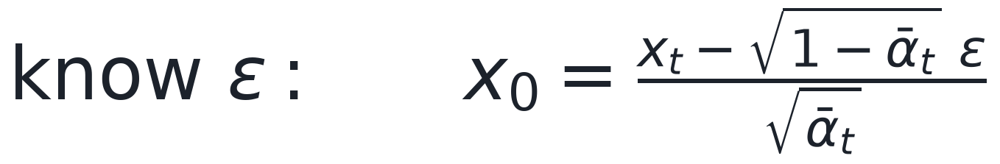 know ε : x₀ = (xₜ − √(1 − ᾱₜ) ε) / √ᾱₜ